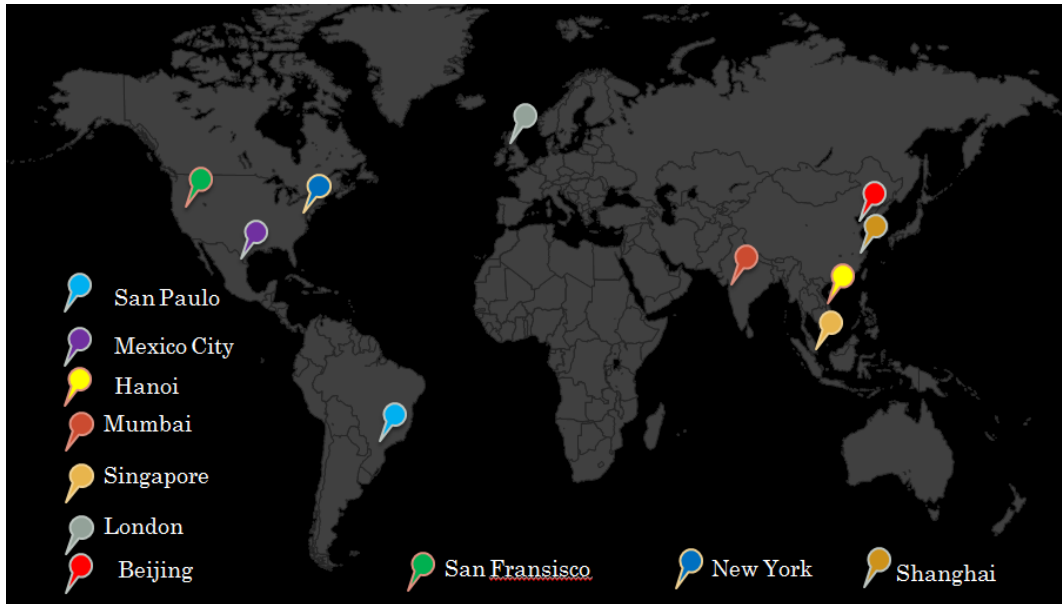 San Paulo
Mexico City
Hanoi
Mumbai
Singapore
London
Beijing
San Fransisco
New York
Shanghai